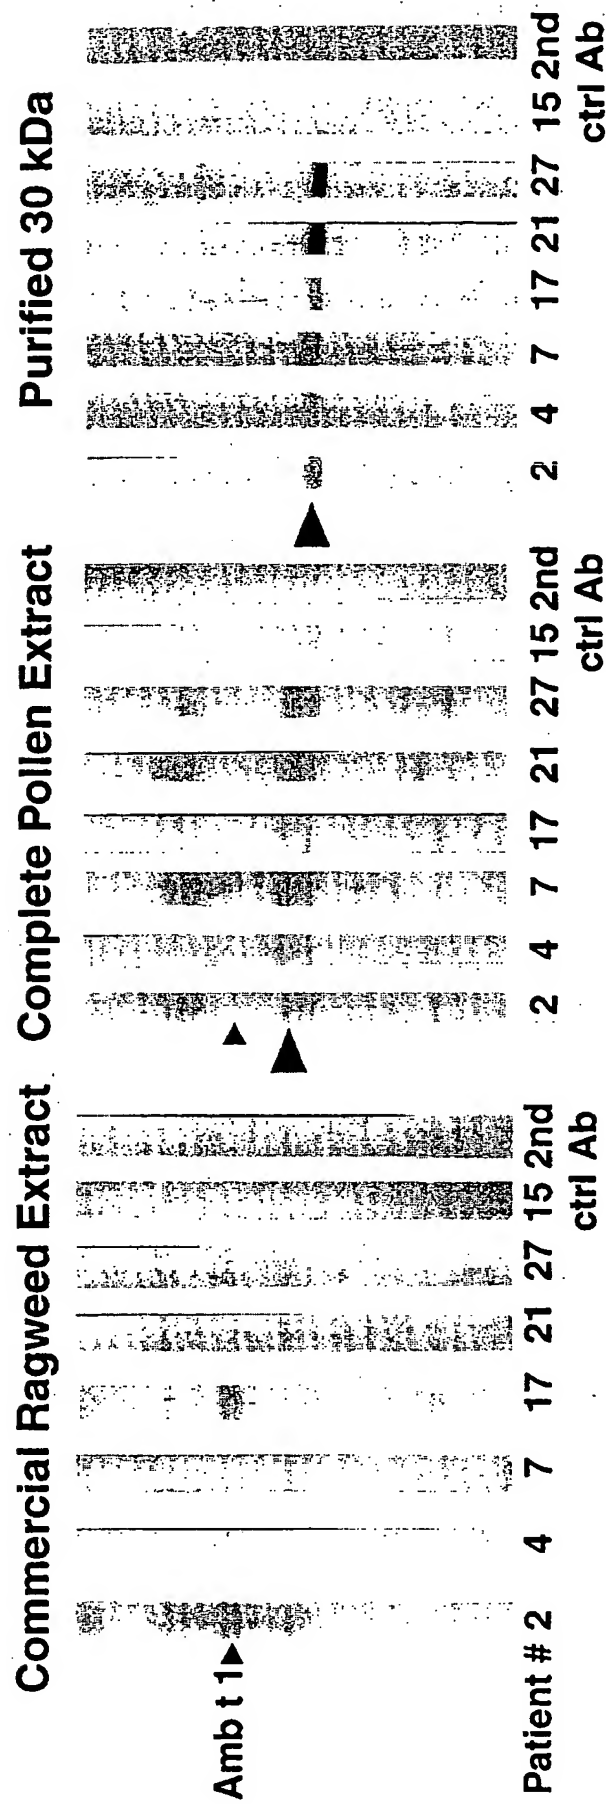 Commercial Ragweed Extract
Complete Pollen Extract
Purified 30 kDa
Amb t 1
Patient # 2 4 7 17 21 27 15 2nd
ctrl Ab
2 4 7 17 21 27 15 2nd
ctrl Ab
2 4 7 17 21 27 15 2nd
ctrl Ab